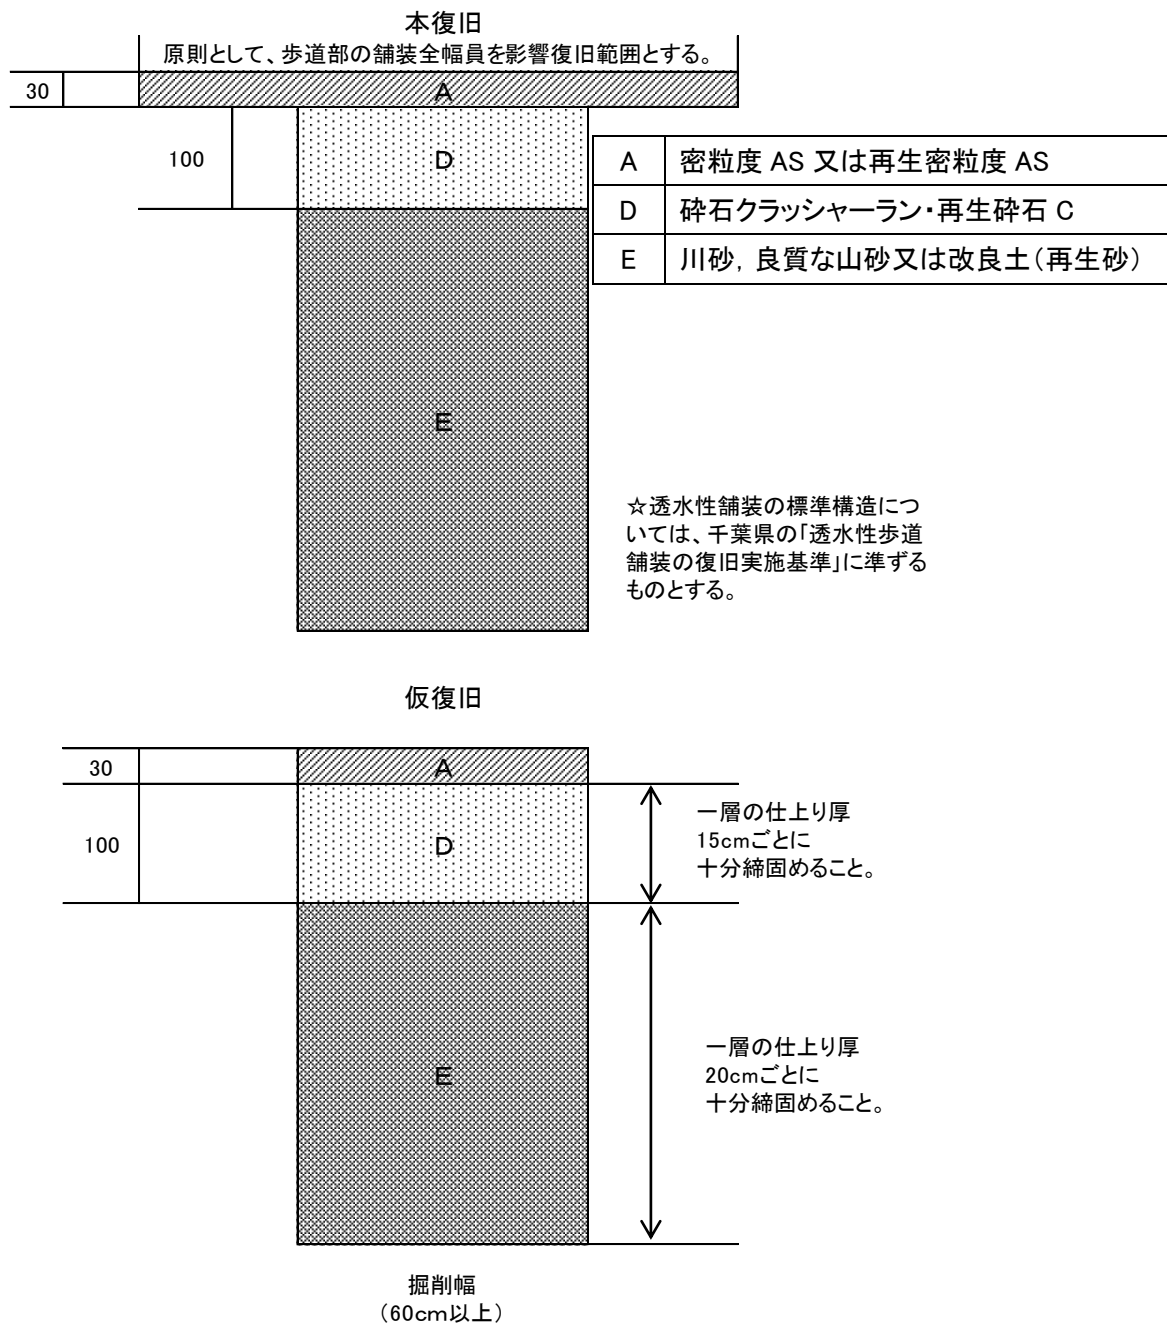 本復旧
原則として、歩道部の舗装全幅員を影響復旧範囲とする。
30
A
100
D
A 密粒度 AS 又は再生密粒度 AS
D 砕石クラッシャーラン・再生砕石 C
E 川砂, 良質な山砂又は改良土(再生砂)
E
☆透水性舗装の標準構造につ
いては、千葉県の「透水性歩道
舗装の復旧実施基準」に準ずる
ものとする。
仮復旧
30
A
100
D
一層の仕上り厚
15cmごとに
十分締固めること。
E
一層の仕上り厚
20cmごとに
十分締固めること。
掘削幅
(60cm以上)